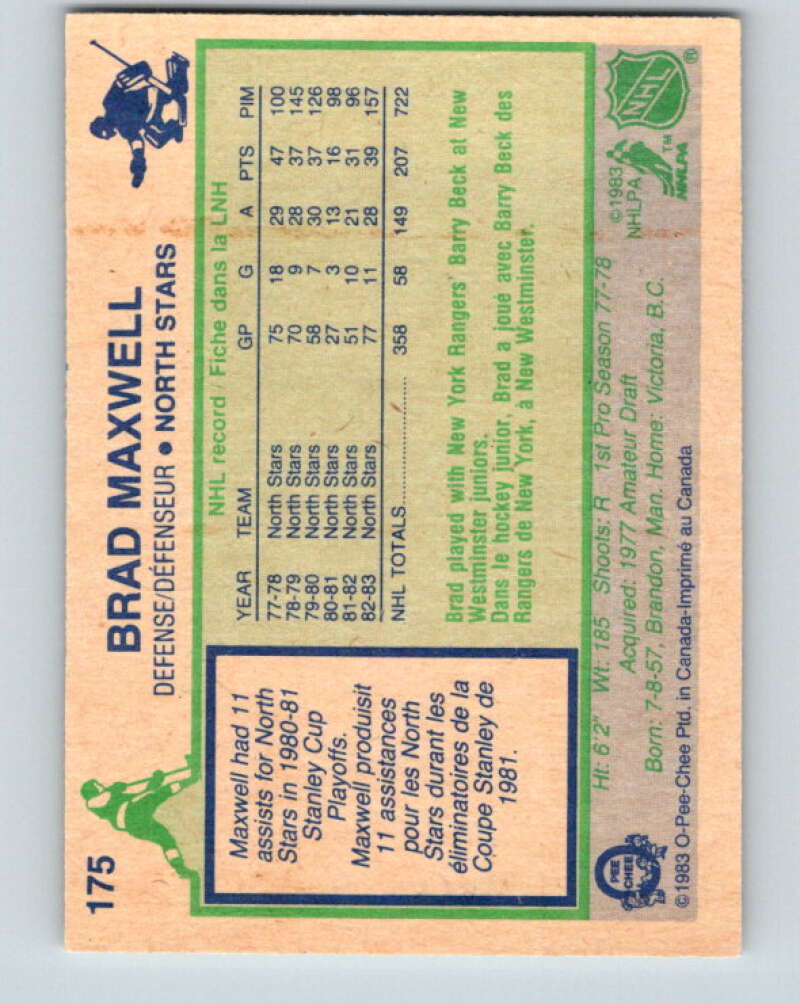 175
BRAD MAXWELL
DEFENSE/DÉFENSEUR • NORTH STARS
Maxwell had 11
assists for North
Stars in 1980-81
Stanley Cup
Playoffs.
Maxwell produisit
11 assistances
pour les North
Stars durant les
éliminatoires de la
Coupe Stanley de
1981.
NHL record / Fiche dans la LNH
YEAR TEAM GP G A PTS PIM
77-78 North Stars 75 18 29 47 100
78-79 North Stars 70 9 28 37 145
79-80 North Stars 58 7 30 37 126
80-81 North Stars 27 3 13 16 98
81-82 North Stars 51 10 21 31 96
82-83 North Stars 77 11 28 39 157
NHL TOTALS.................... 358 58 149 207 722
Brad played with New York Rangers' Barry Beck at New
Westminster juniors.
Dans le hockey junior, Brad a joué avec Barry Beck des
Rangers de New York, à New Westminster.
Ht: 6'2" Wt: 185 Shoots: R 1st Pro Season 77-78
Acquired: 1977 Amateur Draft
Born: 7-8-57, Brandon, Man. Home: Victoria, B.C.
©1983 O-Pee-Chee Ptd. in Canada-Imprimé au Canada
O
PEE
CHEE
©1983
NHLPA
NHLPA
TM
NHL
®